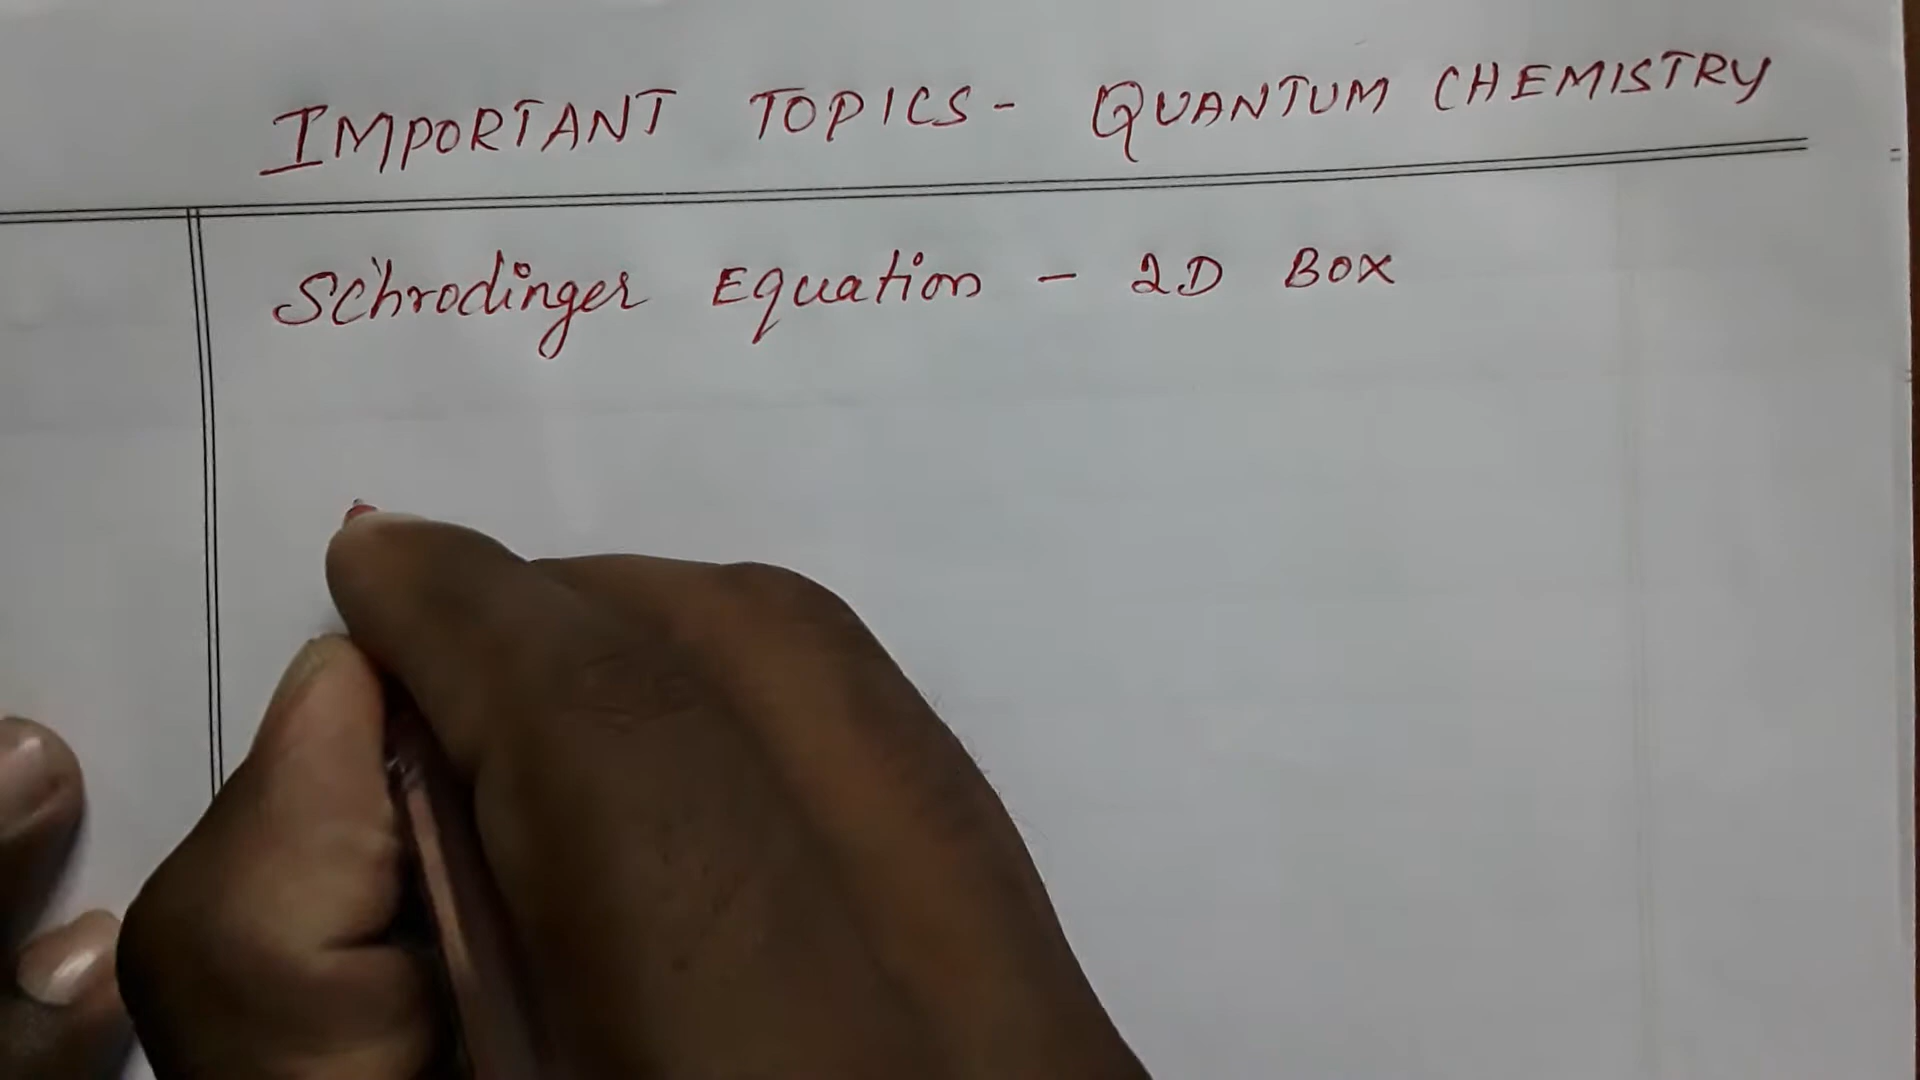 IMPORTANT TOPICS - QUANTUM CHEMISTRY
Schrodinger Equation - 2D BOX